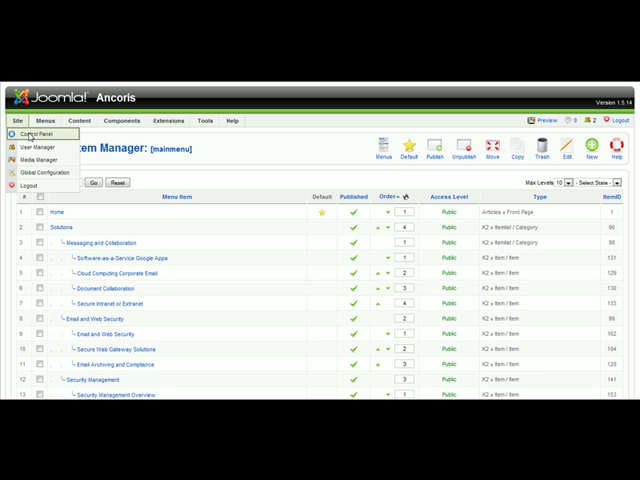 Joomla! Ancoris
Version 1.5.14
Site Menus Content Components Extensions Tools Help Preview 0 2 Logout
Control Panel
User Manager
Media Manager
Global Configuration
Logout
em Manager: [mainmenu]
Menus Default Publish Unpublish Move Copy Trash Edit New Help
Go Reset Max Levels 10 - Select State -
# Menu Item Default Published Order Access Level Type ItemID
1 Home 1 Public Articles » Front Page 1
2 Solutions 4 Public K2 » Itemlist / Category 90
3 Messaging and Collaboration 1 Public K2 » Itemlist / Category 98
4 Software-as-a-Service Google Apps 1 Public K2 » Item / Item 131
5 Cloud Computing Corporate Email 2 Public K2 » Item / Item 129
6 Document Collaboration 3 Public K2 » Item / Item 130
7 Secure Intranet or Extranet 4 Public K2 » Item / Item 133
8 Email and Web Security 2 Public K2 » Item / Item 99
9 Email and Web Security 1 Public K2 » Item / Item 162
10 Secure Web Gateway Solutions 2 Public K2 » Item / Item 104
11 Email Archiving and Compliance 3 Public K2 » Item / Item 128
12 Security Management 3 Public K2 » Item / Item 141
13 Security Management Overview 1 Public K2 » Item / Item 153